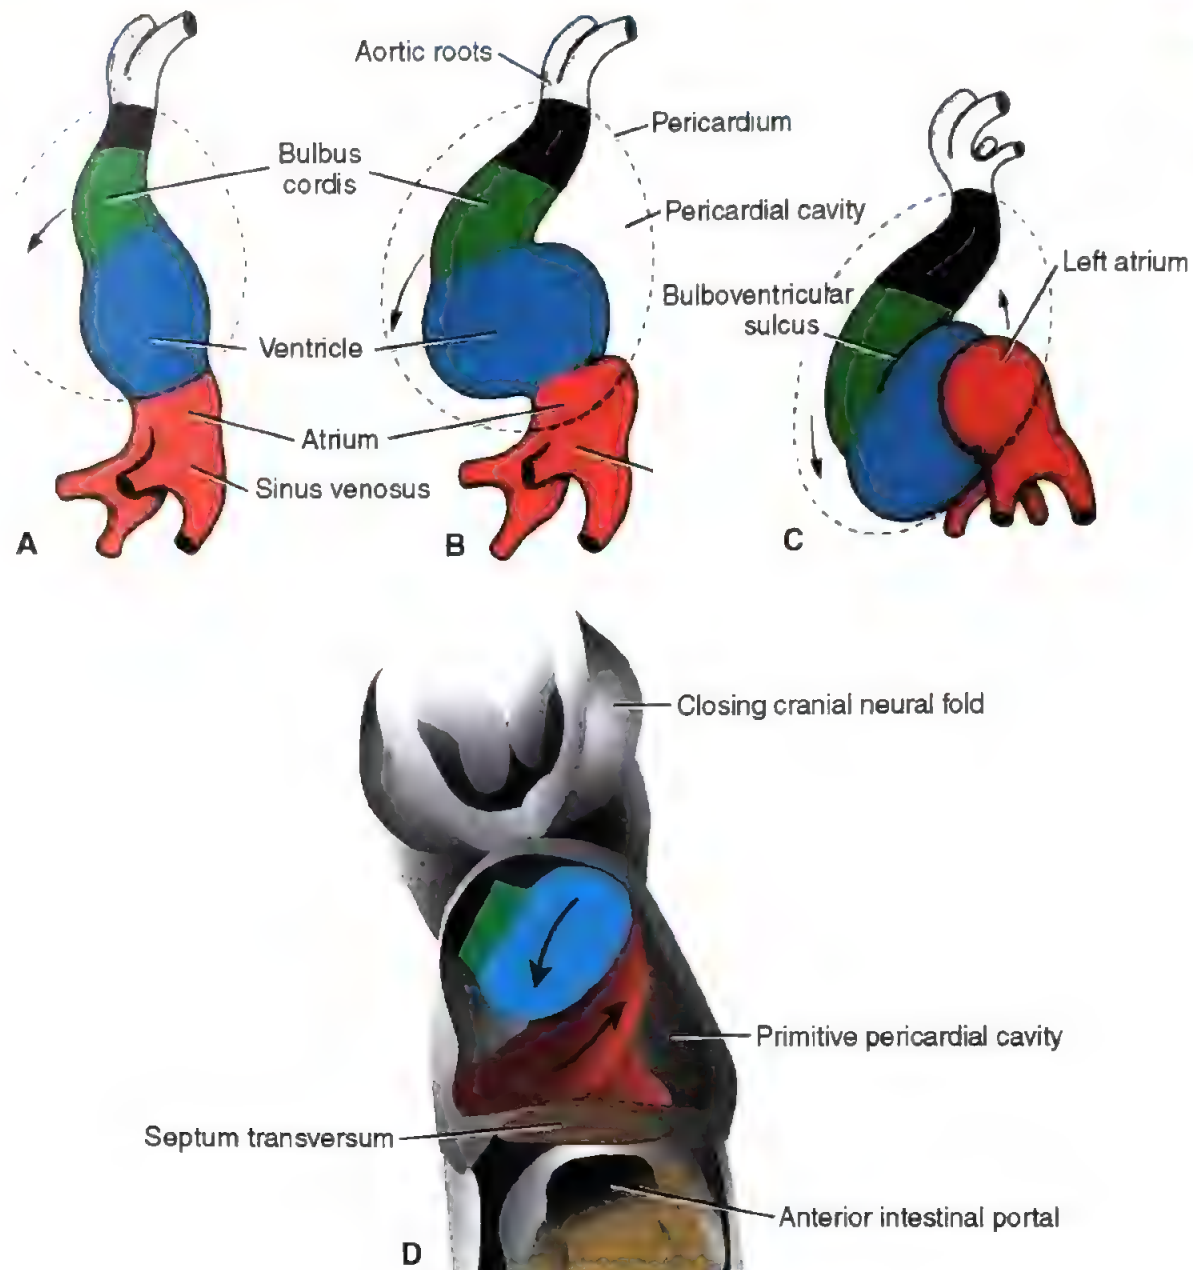 Aortic roots
Pericardium
Bulbus
cordis
Pericardial cavity
Left atrium
Bulboventricular
sulcus
Ventricle
Atrium
Sinus venosus
A
B
C
Closing cranial neural fold
Primitive pericardial cavity
Septum transversum
Anterior intestinal portal
D